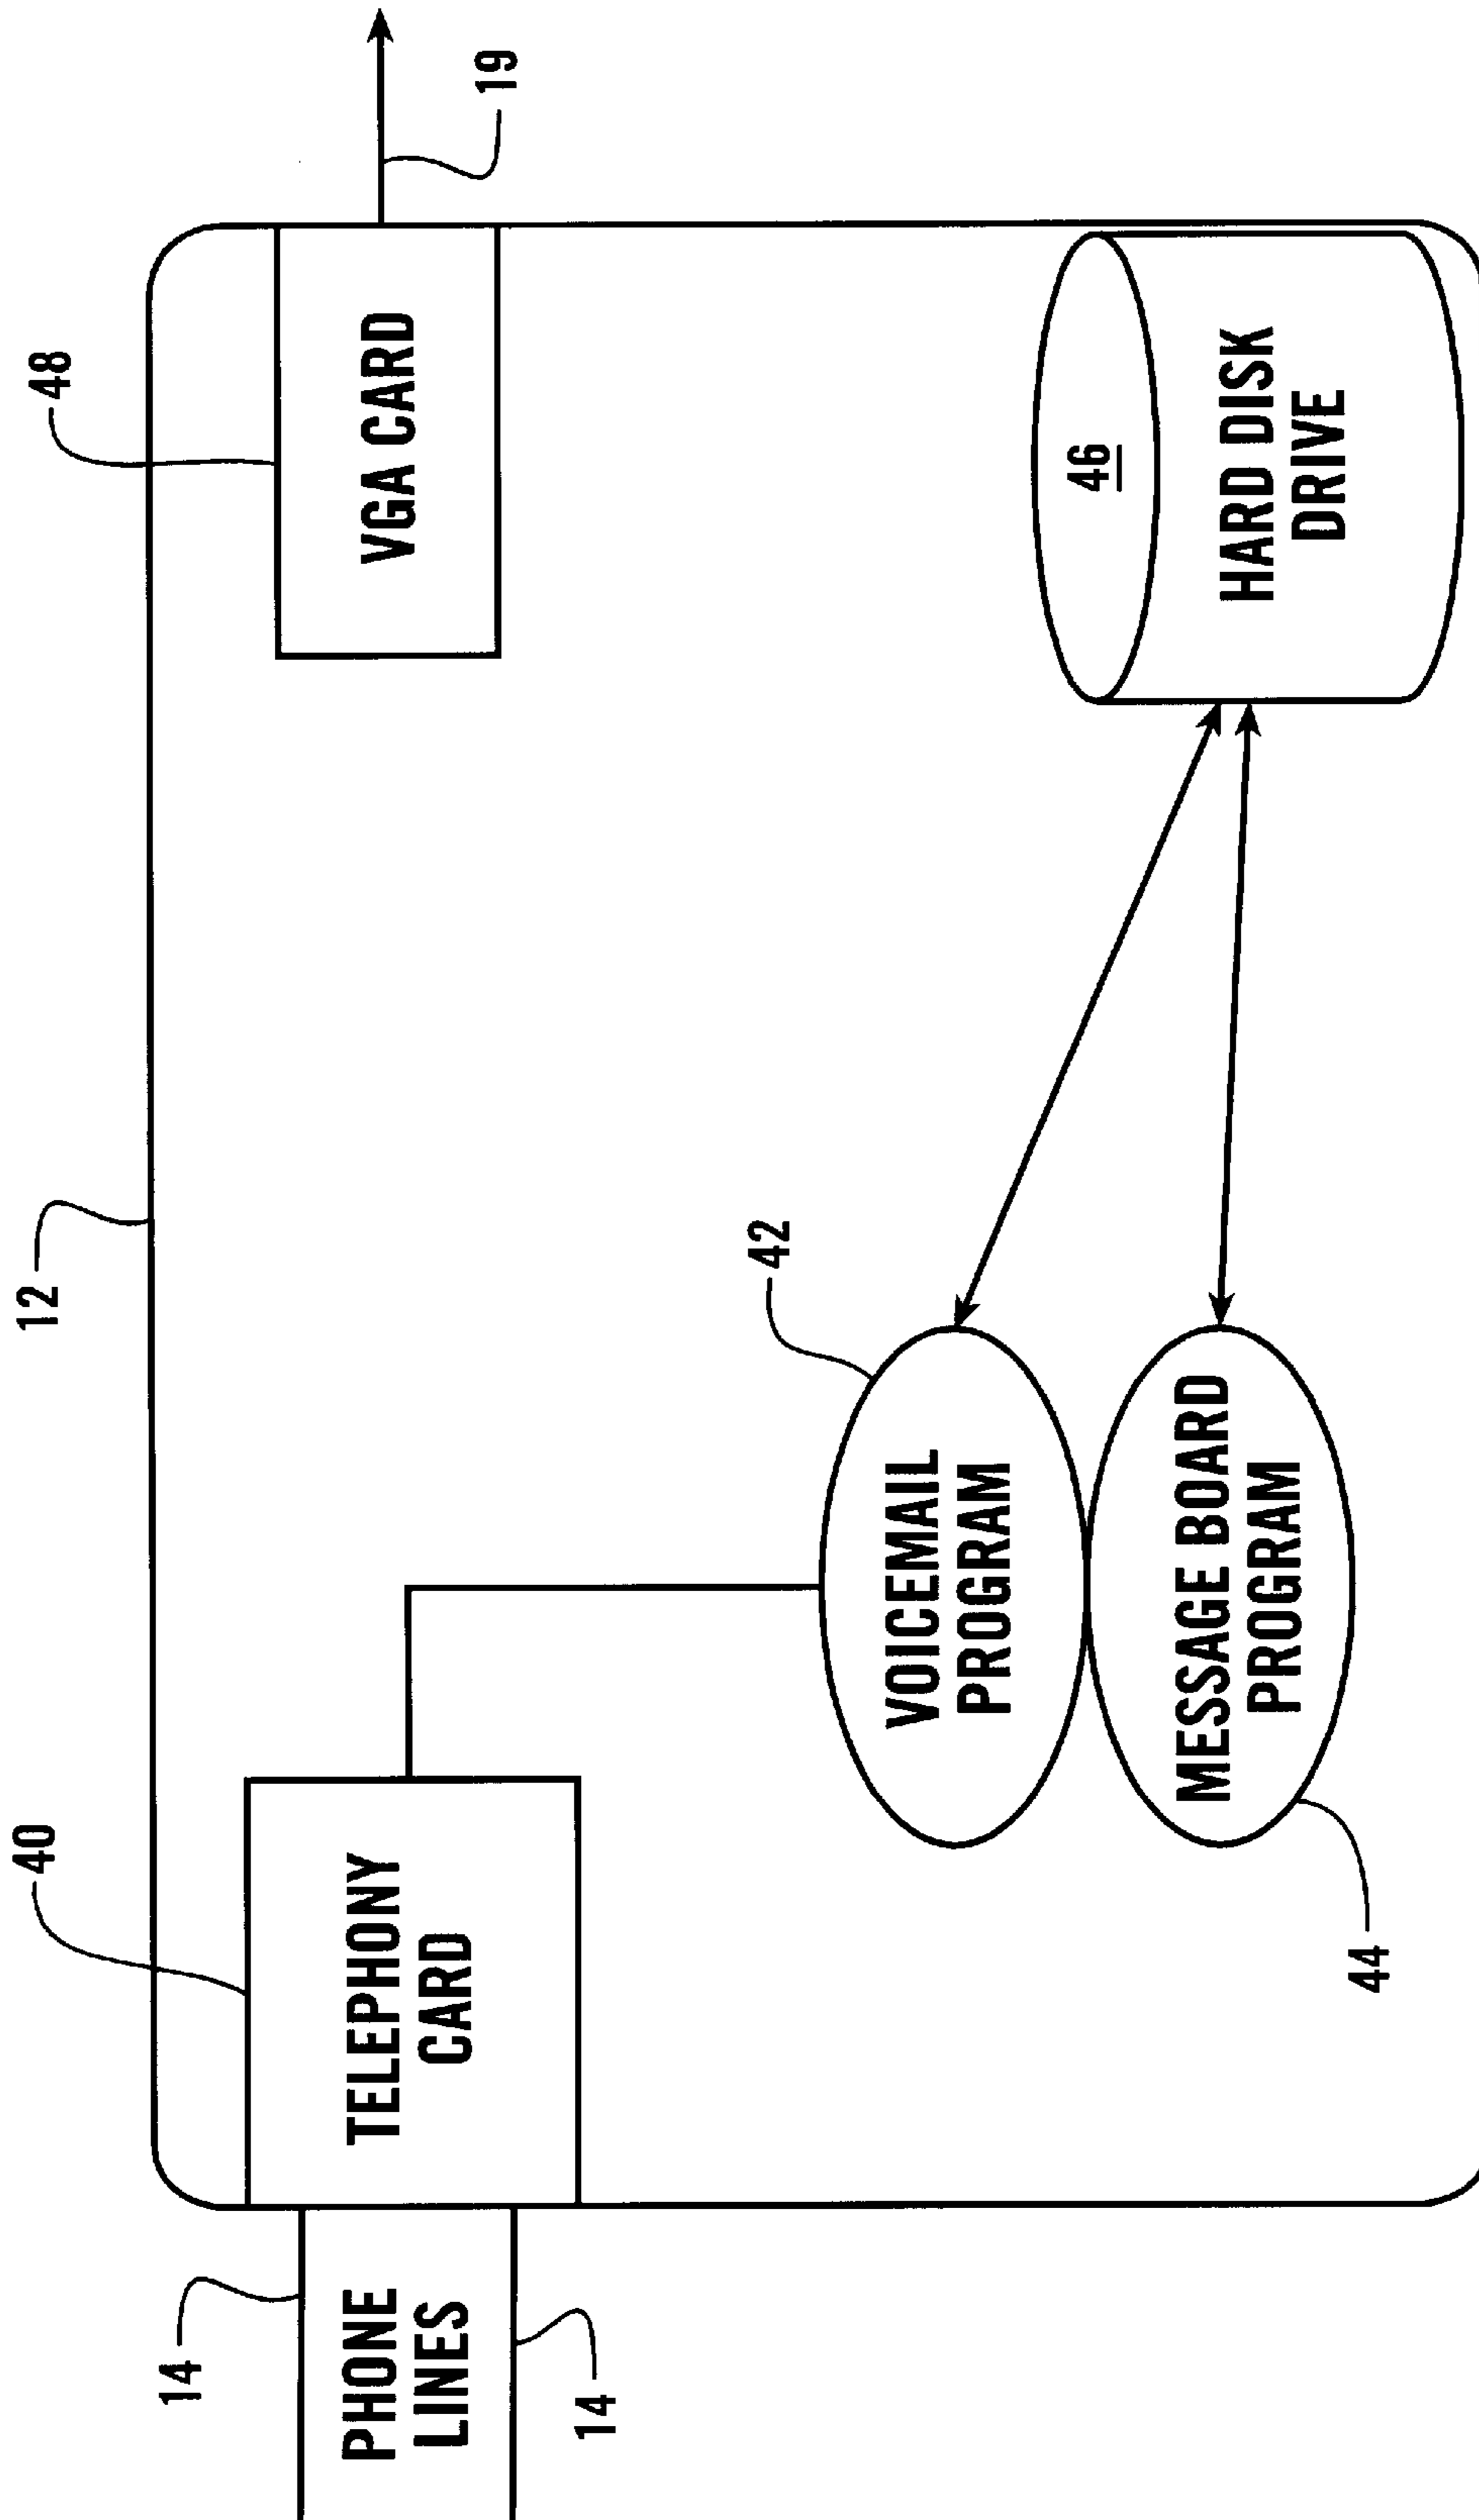 12
40
48
19
14
PHONE
LINES
14
TELEPHONY
CARD
VGA CARD
42
VOICEMAIL
PROGRAM
MESSAGE BOARD
PROGRAM
44
46
HARD DISK
DRIVE